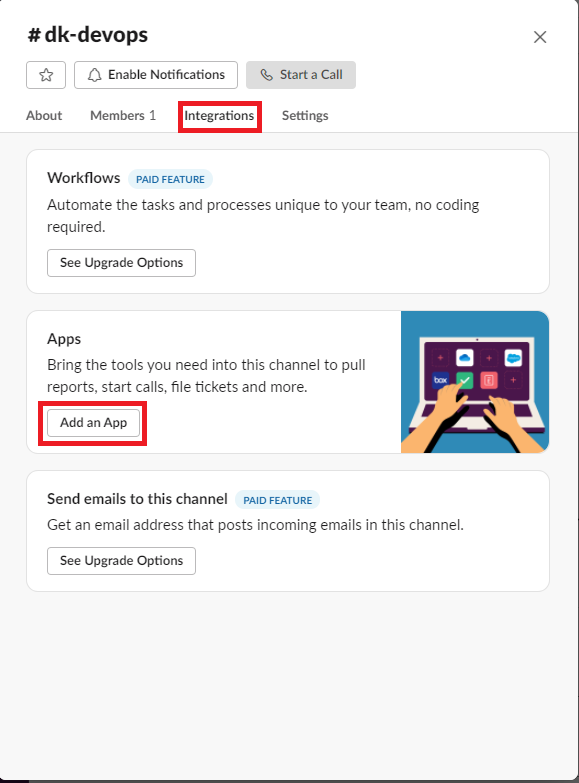 # dk-devops
Enable Notifications
Start a Call
About
Members 1
Integrations
Settings
Workflows PAID FEATURE
Automate the tasks and processes unique to your team, no coding
required.
See Upgrade Options
Apps
Bring the tools you need into this channel to pull
reports, start calls, file tickets and more.
Add an App
box
Send emails to this channel PAID FEATURE
Get an email address that posts incoming emails in this channel.
See Upgrade Options